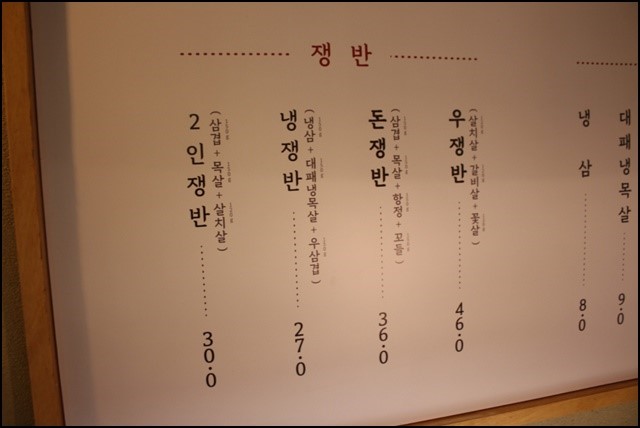 쟁반
우쟁반
(살치살+갈비살+꽃살)
46.0
돈쟁반
(삼겹+목살+항정+꼬들)
36.0
냉쟁반
(냉삼+대패냉목살+우삼겹)
27.0
2인쟁반
(삼겹+목살+살치살)
30.0
대패냉목살
9.0
냉삼
8.0